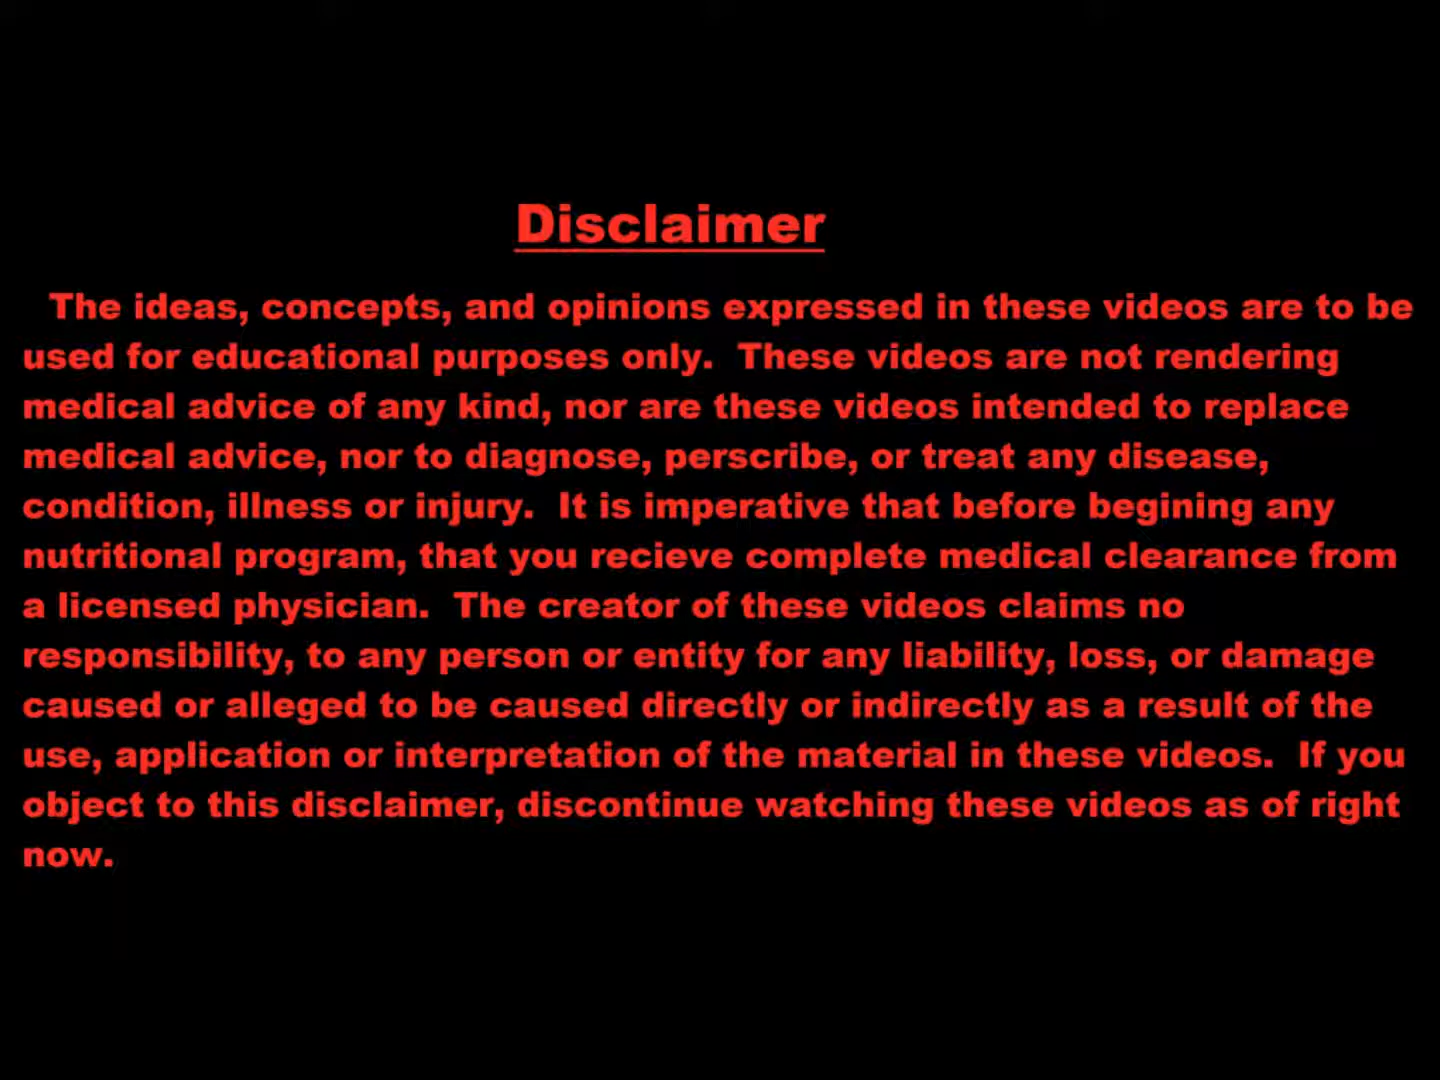 Disclaimer
The ideas, concepts, and opinions expressed in these videos are to be
used for educational purposes only.  These videos are not rendering
medical advice of any kind, nor are these videos intended to replace
medical advice, nor to diagnose, perscribe, or treat any disease,
condition, illness or injury.  It is imperative that before begining any
nutritional program, that you recieve complete medical clearance from
a licensed physician.  The creator of these videos claims no
responsibility, to any person or entity for any liability, loss, or damage
caused or alleged to be caused directly or indirectly as a result of the
use, application or interpretation of the material in these videos.  If you
object to this disclaimer, discontinue watching these videos as of right
now.